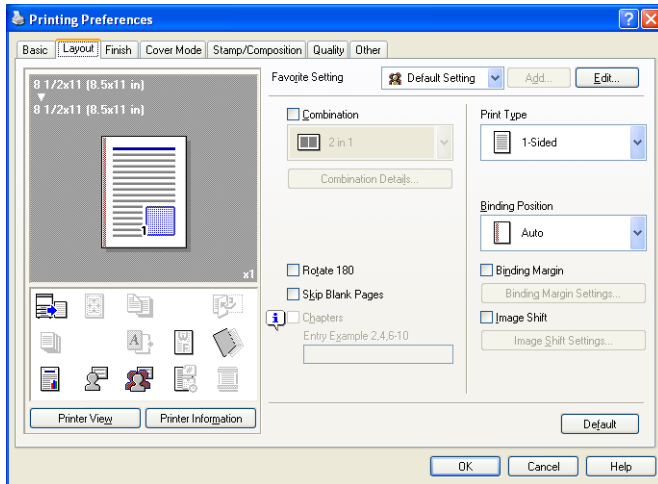 Printing Preferences
Basic Layout Finish Cover Mode Stamp/Composition Quality Other
8 1/2x11 (8.5x11 in)
8 1/2x11 (8.5x11 in)
1
x1
Printer View Printer Information
Favorite Setting Default Setting Add... Edit...
Combination
2 in 1
Combination Details...
Rotate 180
Skip Blank Pages
Chapters
Entry Example 2,4,6-10
Print Type
1-Sided
Binding Position
Auto
Binding Margin
Binding Margin Settings...
Image Shift
Image Shift Settings...
Default
OK Cancel Help